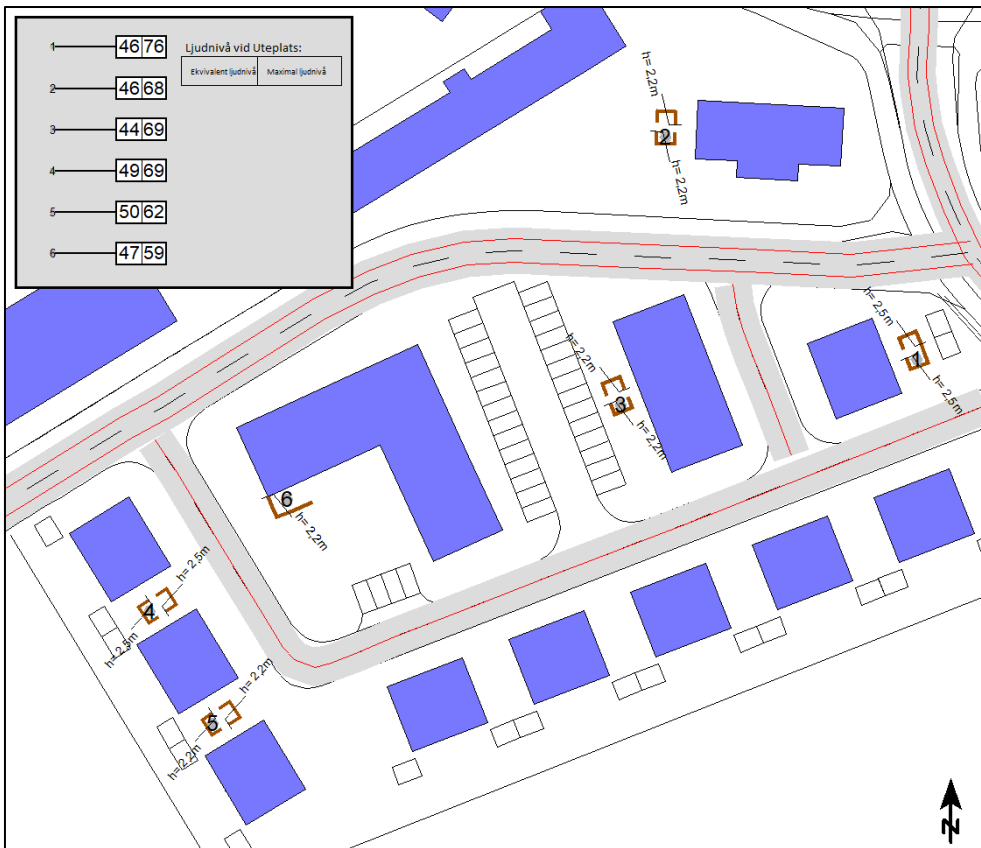 1 46 76
Ljudnivå vid Uteplats:
Ekvivalent ljudnivå Maximal ljudnivå
2 46 68
3 44 69
4 49 69
5 50 62
6 47 59
h= 2,2m
2
h= 2,2m
h= 2,5m
1
h= 2,5m
h= 2,2m
3
h= 2,2m
6
h= 2,2m
h= 2,5m
4
h= 2,5m
h= 2,2m
5
h= 2,2m
N